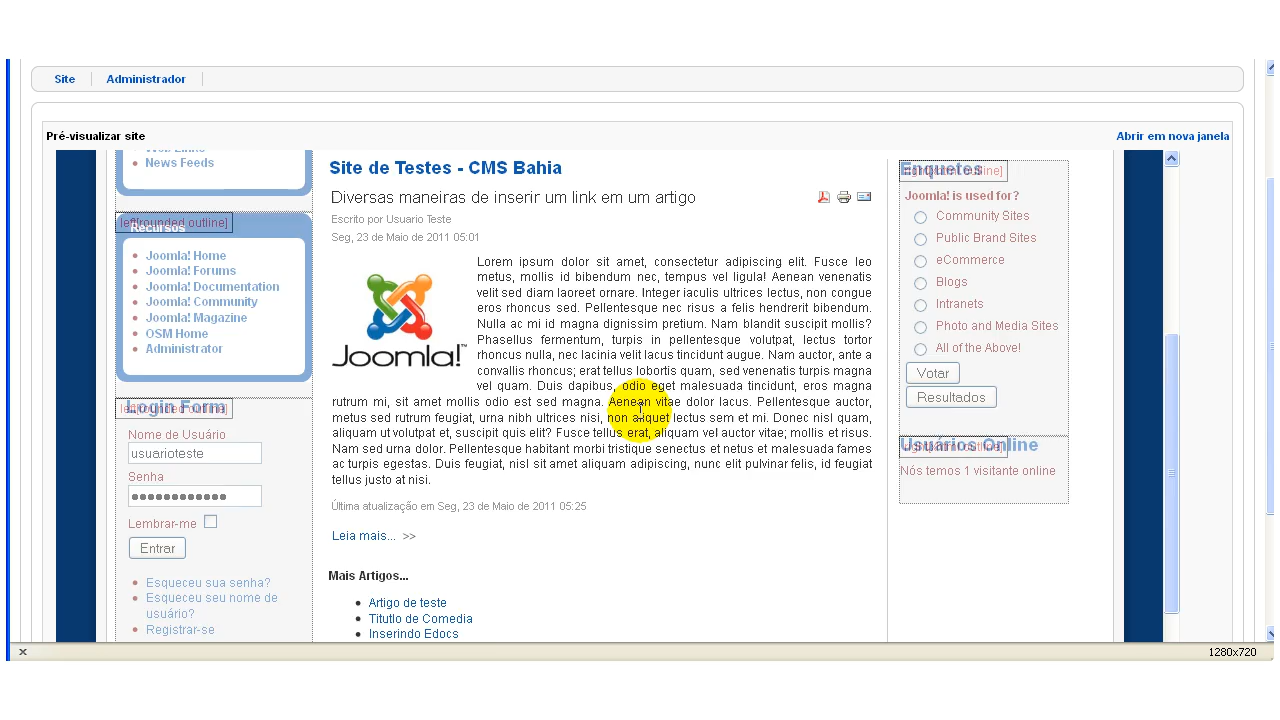 Site
Administrador
Pré-visualizar site
Abrir em nova janela
Web Links
News Feeds
[left[rounded outline]
Recursos
Joomla! Home
Joomla! Forums
Joomla! Documentation
Joomla! Community
Joomla! Magazine
OSM Home
Administrator
Login Form
Nome de Usuário
usuarioteste
Senha
Lembrar-me
Entrar
Esqueceu sua senha?
Esqueceu seu nome de
usuário?
Registrar-se
Site de Testes - CMS Bahia
Diversas maneiras de inserir um link em um artigo
Escrito por Usuario Teste
Seg, 23 de Maio de 2011 05:01
Joomla!™
Lorem ipsum dolor sit amet, consectetur adipiscing elit. Fusce leo
metus, mollis id bibendum nec, tempus vel ligula! Aenean venenatis
velit sed diam laoreet ornare. Integer iaculis ultrices lectus, non congue
eros rhoncus sed. Pellentesque nec risus a felis hendrerit bibendum.
Nulla ac mi id magna dignissim pretium. Nam blandit suscipit mollis?
Phasellus fermentum, turpis in pellentesque volutpat, lectus tortor
rhoncus nulla, nec lacinia velit lacus tincidunt augue. Nam auctor, ante a
convallis rhoncus; erat tellus lobortis quam, sed venenatis turpis magna
vel quam. Duis dapibus, odio eget malesuada tincidunt, eros magna
rutrum mi, sit amet mollis odio est sed magna. Aenean vitae dolor lacus. Pellentesque auctor,
metus sed rutrum feugiat, urna nibh ultrices nisi, non aliquet lectus sem et mi. Donec nisl quam,
aliquam ut volutpat et, suscipit quis elit? Fusce tellus erat, aliquam vel auctor vitae; mollis et risus.
Nam sed urna dolor. Pellentesque habitant morbi tristique senectus et netus et malesuada fames
ac turpis egestas. Duis feugiat, nisl sit amet aliquam adipiscing, nunc elit pulvinar felis, id feugiat
tellus justo at nisi.
Última atualização em Seg, 23 de Maio de 2011 05:25
Leia mais... >>
Mais Artigos...
Artigo de teste
Titutlo de Comedia
Inserindo Edocs
Enquetes
Joomla! is used for?
Community Sites
Public Brand Sites
eCommerce
Blogs
Intranets
Photo and Media Sites
All of the Above!
Votar
Resultados
Usuários Online
Nós temos 1 visitante online
1280x720